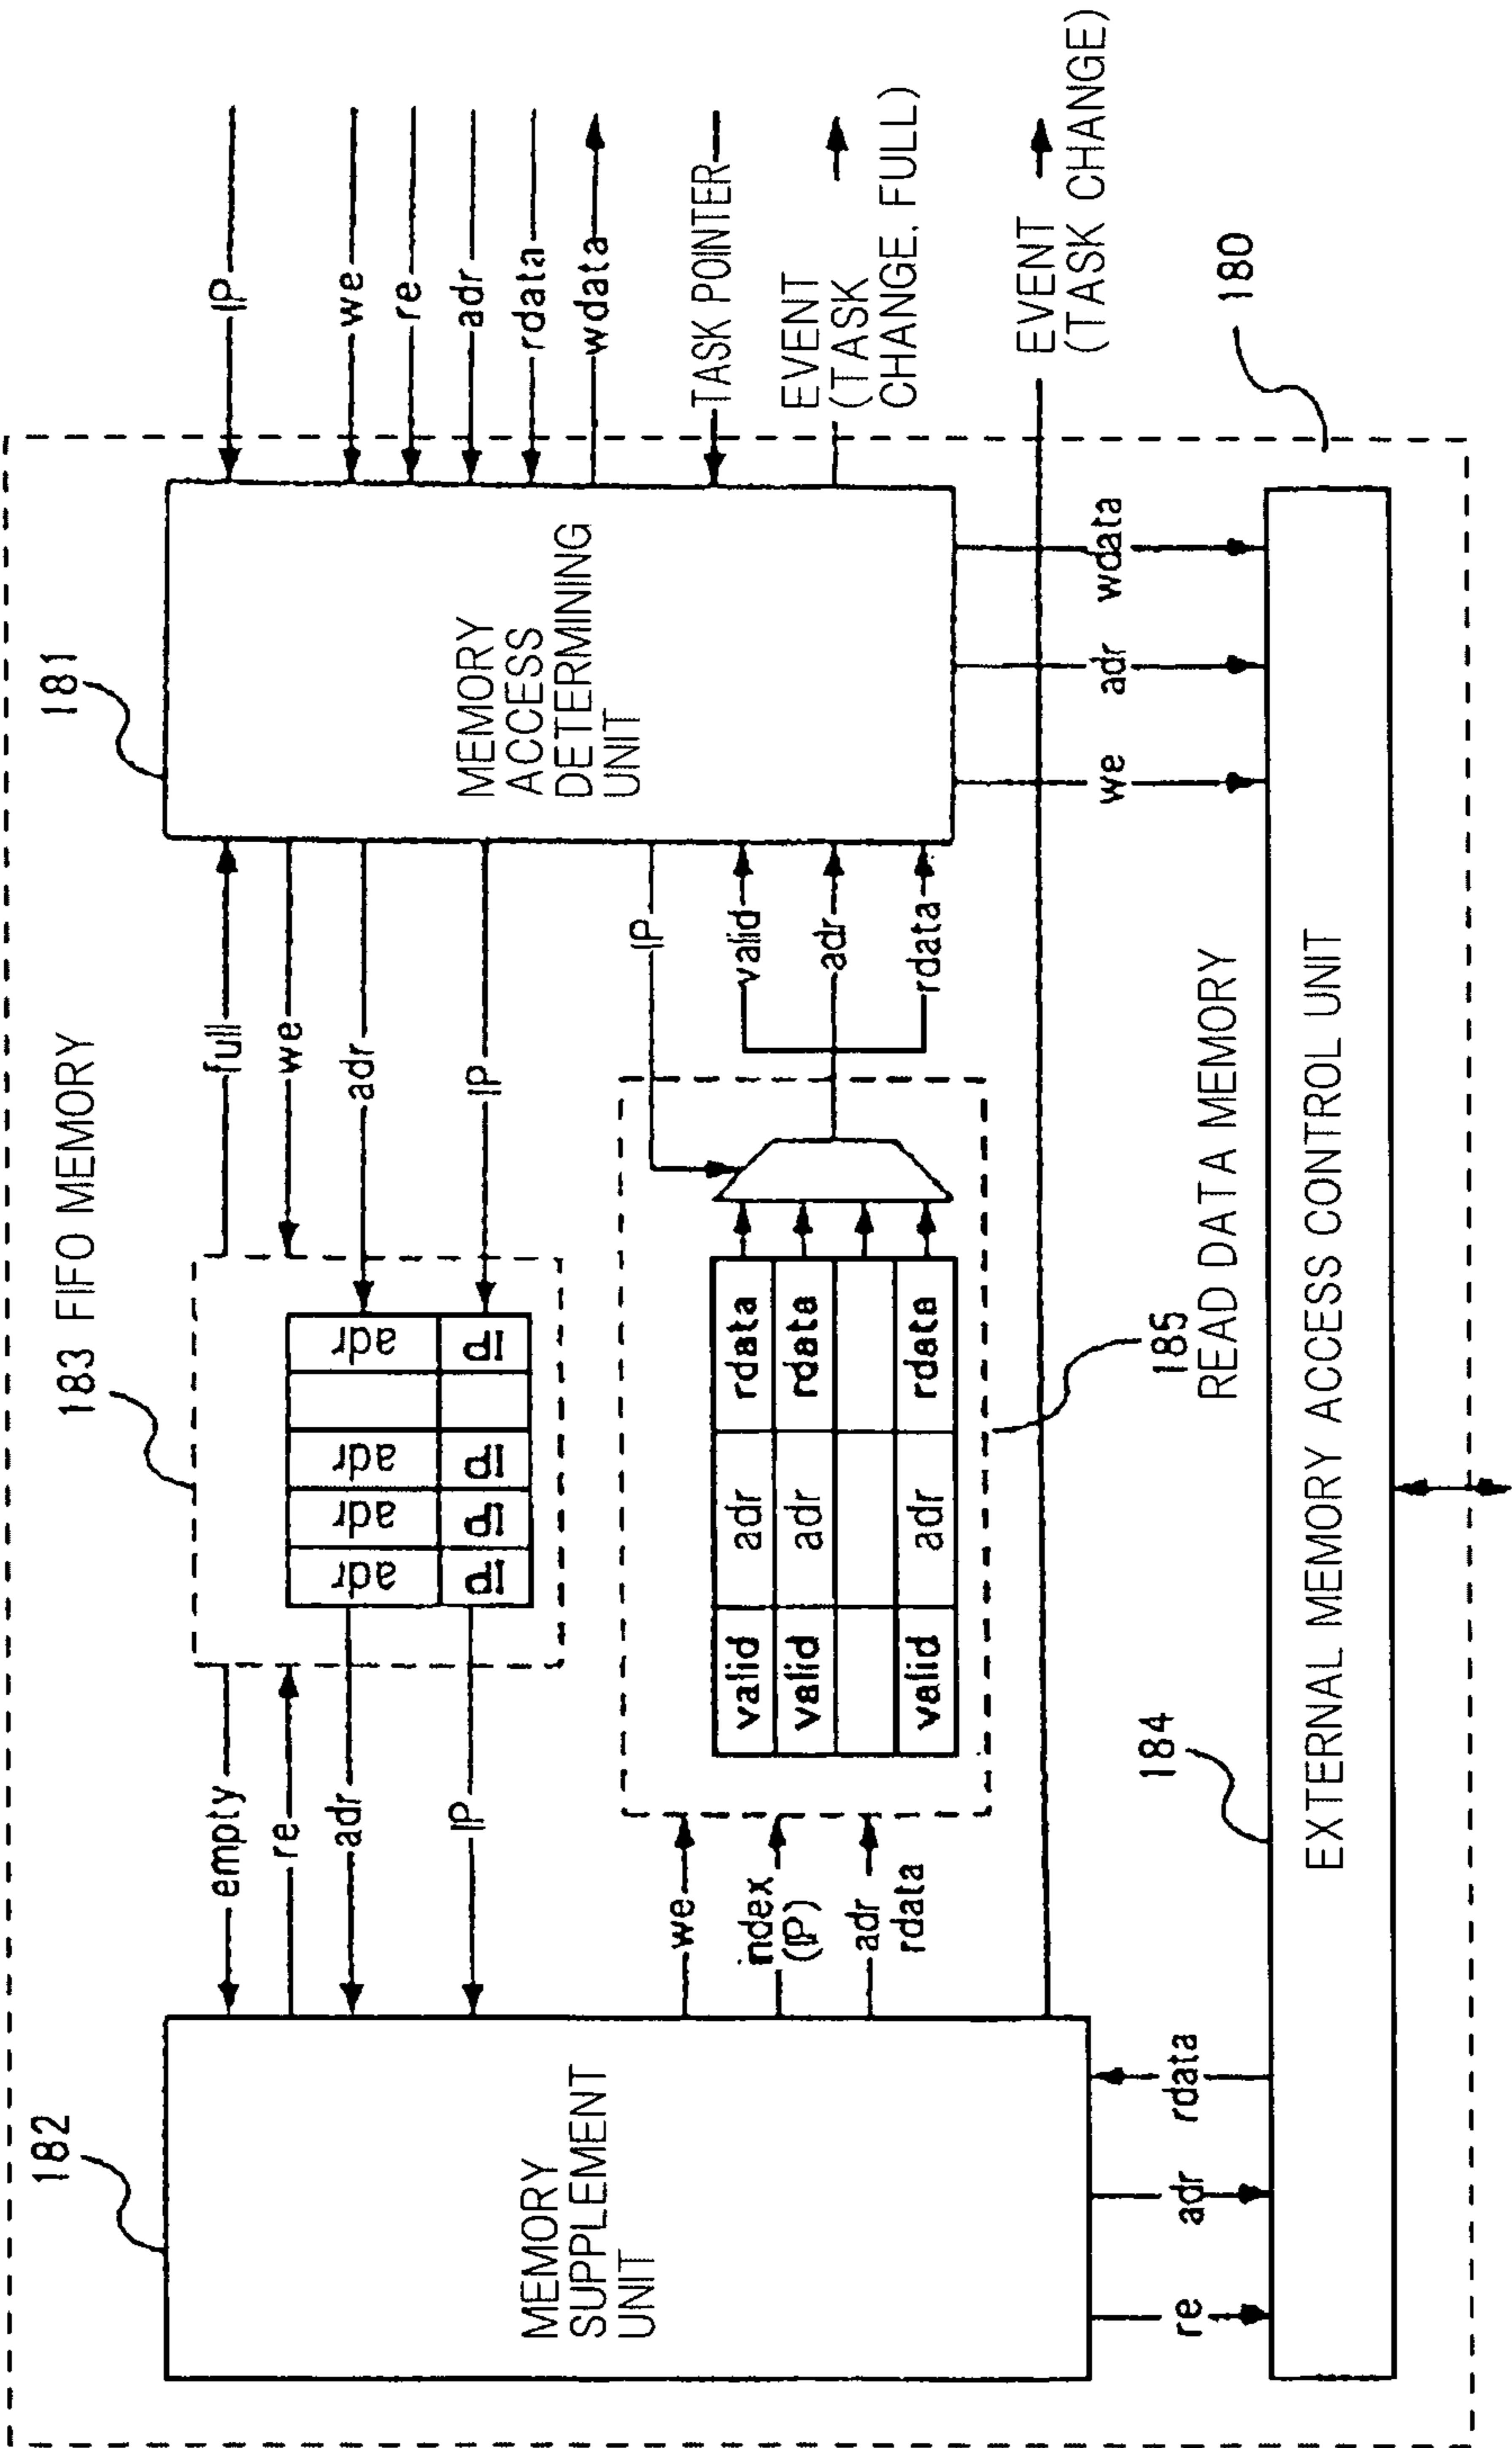 182
183 FIFO MEMORY
181
empty
full
IP
re
we
adr
adr
IP
IP
we
re
adr
rdata
wdata
adr
adr
adr
adr
IP
IP
IP
IP
MEMORY
SUPPLEMENT
UNIT
MEMORY
ACCESS
DETERMINING
UNIT
IP
TASK POINTER
we
index
(IP)
adr
rdata
valid
adr
rdata
valid
adr
rdata
valid
adr
rdata
valid
adr
rdata
EVENT
(TASK
CHANGE, FULL)
EVENT
(TASK CHANGE)
re
adr
rdata
184
185
READ DATA MEMORY
we
adr
wdata
180
EXTERNAL MEMORY ACCESS CONTROL UNIT